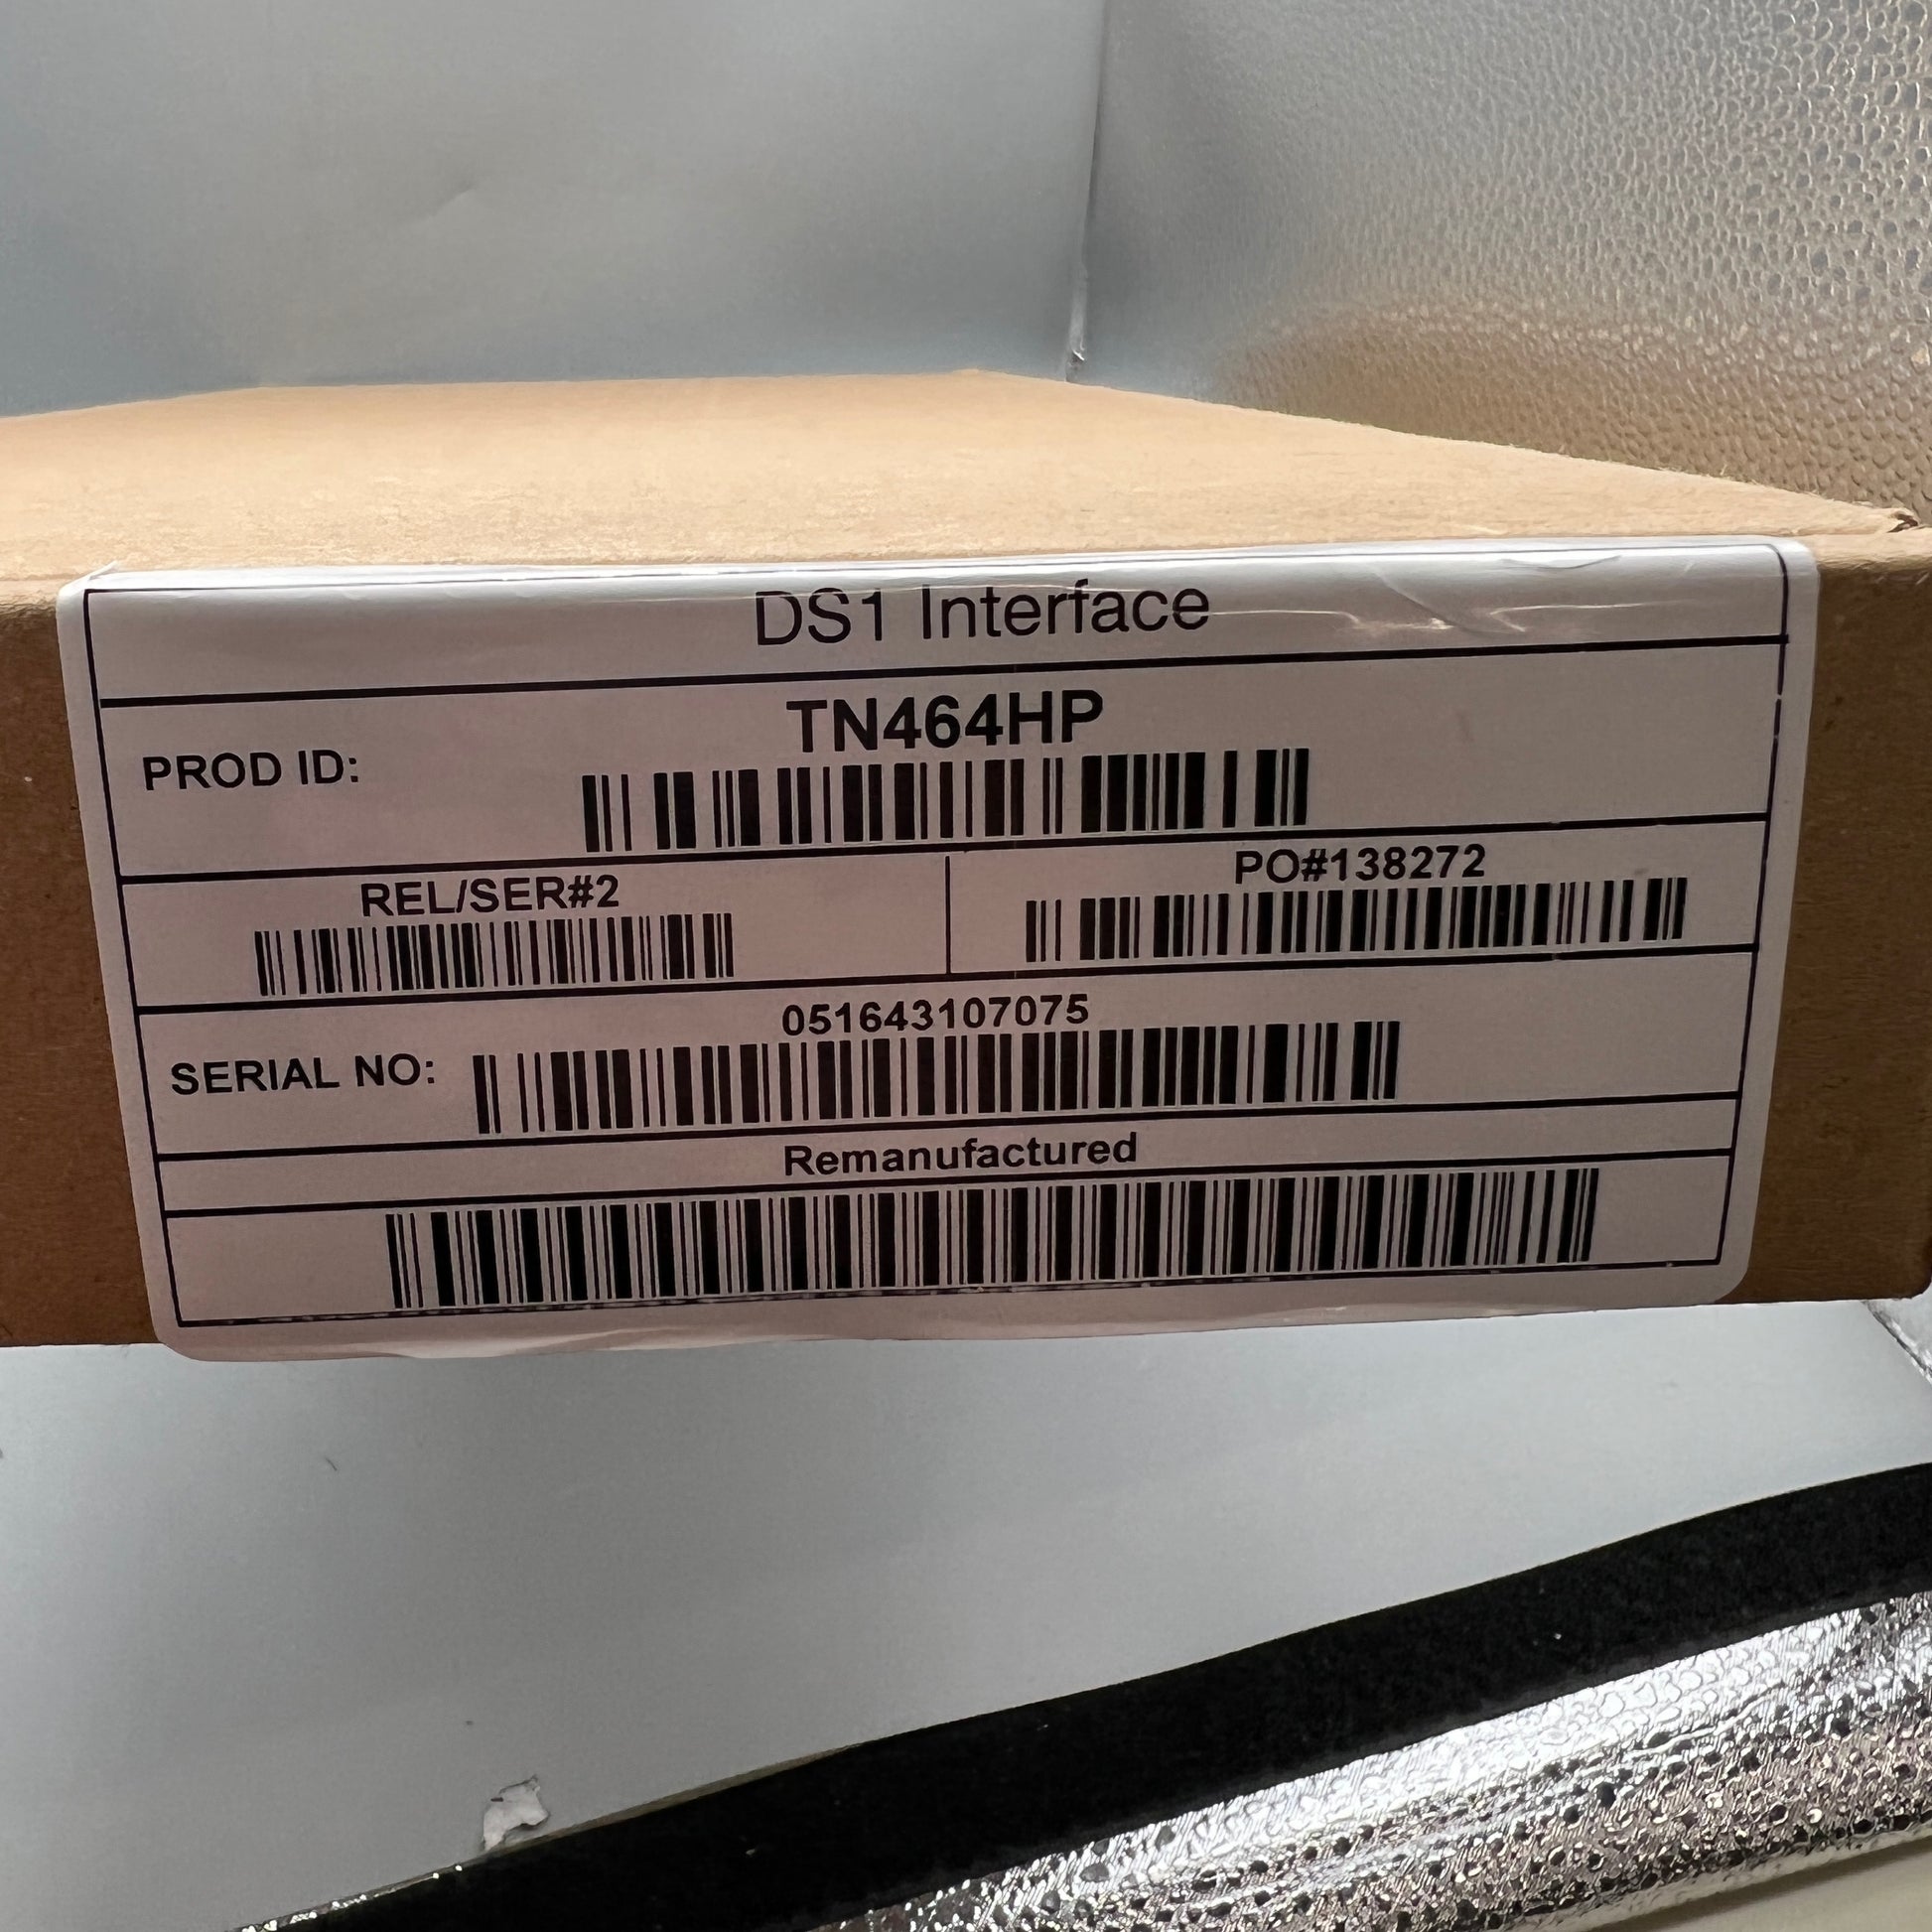 DS1 Interface
TN464HP
PROD ID:
REL/SER#2
PO#138272
051643107075
SERIAL NO:
Remanufactured